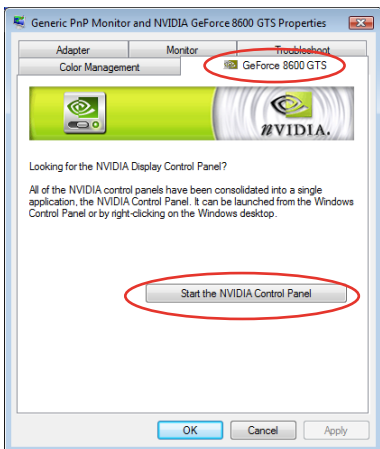 Generic PnP Monitor and NVIDIA GeForce 8600 GTS Properties
Adapter Monitor Troubleshoot
Color Management GeForce 8600 GTS
NVIDIA.
Looking for the NVIDIA Display Control Panel?
All of the NVIDIA control panels have been consolidated into a single
application, the NVIDIA Control Panel. It can be launched from the Windows
Control Panel or by right-clicking on the Windows desktop.
Start the NVIDIA Control Panel
OK Cancel Apply